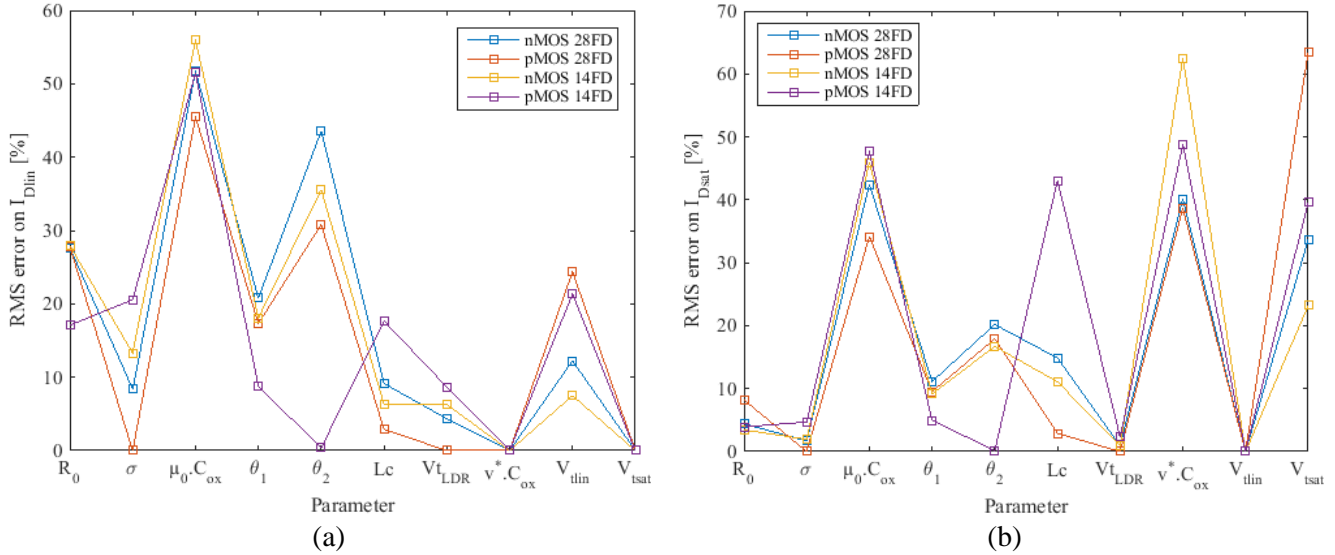 60
50
40
30
20
10
0
RMS error on I_Dlin [%]
nMOS 28FD
pMOS 28FD
nMOS 14FD
pMOS 14FD
R_0 σ μ_0.C_ox θ_1 θ_2 Lc Vt_LDR v^*.C_ox V_tlin V_tsat
Parameter
(a)
70
60
50
40
30
20
10
0
RMS error on I_Dsat [%]
nMOS 28FD
pMOS 28FD
nMOS 14FD
pMOS 14FD
R_0 σ μ_0.C_ox θ_1 θ_2 Lc Vt_LDR v^*.C_ox V_tlin V_tsat
Parameter
(b)